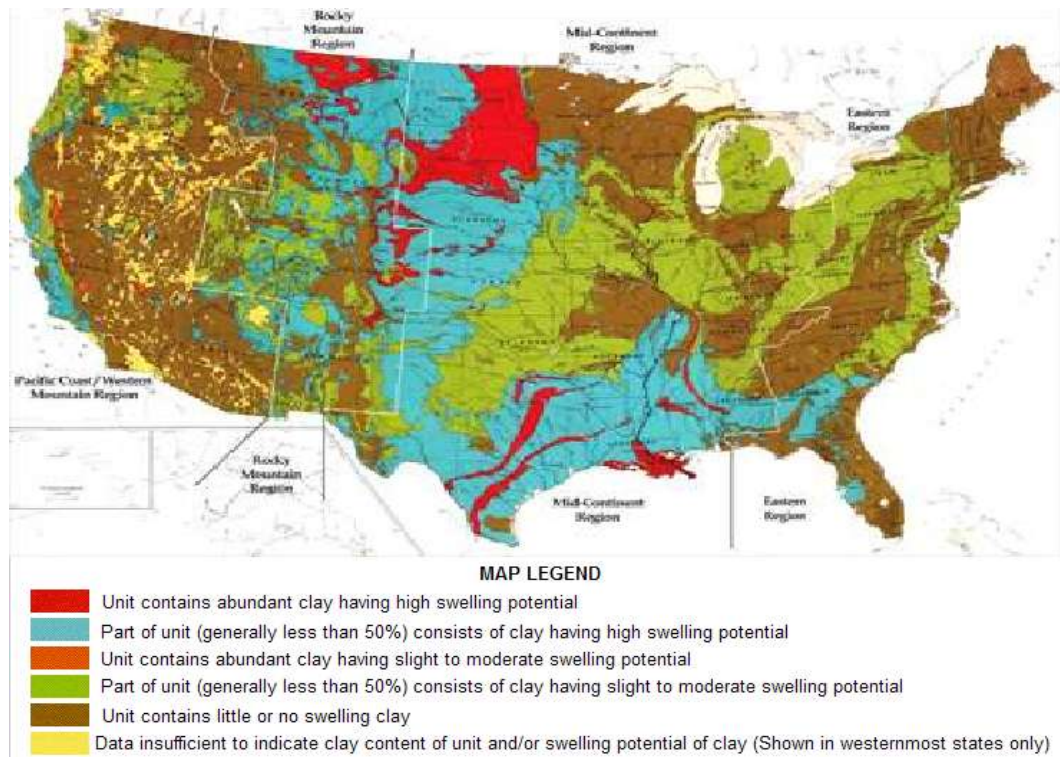 Rocky
Mountain
Region
Mid-Continent
Region
Eastern
Region
Pacific Coast/Western
Mountain Region
Rocky
Mountain
Region
Mid-Continent
Region
Eastern
Region
MAP LEGEND
Unit contains abundant clay having high swelling potential
Part of unit (generally less than 50%) consists of clay having high swelling potential
Unit contains abundant clay having slight to moderate swelling potential
Part of unit (generally less than 50%) consists of clay having slight to moderate swelling potential
Unit contains little or no swelling clay
Data insufficient to indicate clay content of unit and/or swelling potential of clay (Shown in westernmost states only)